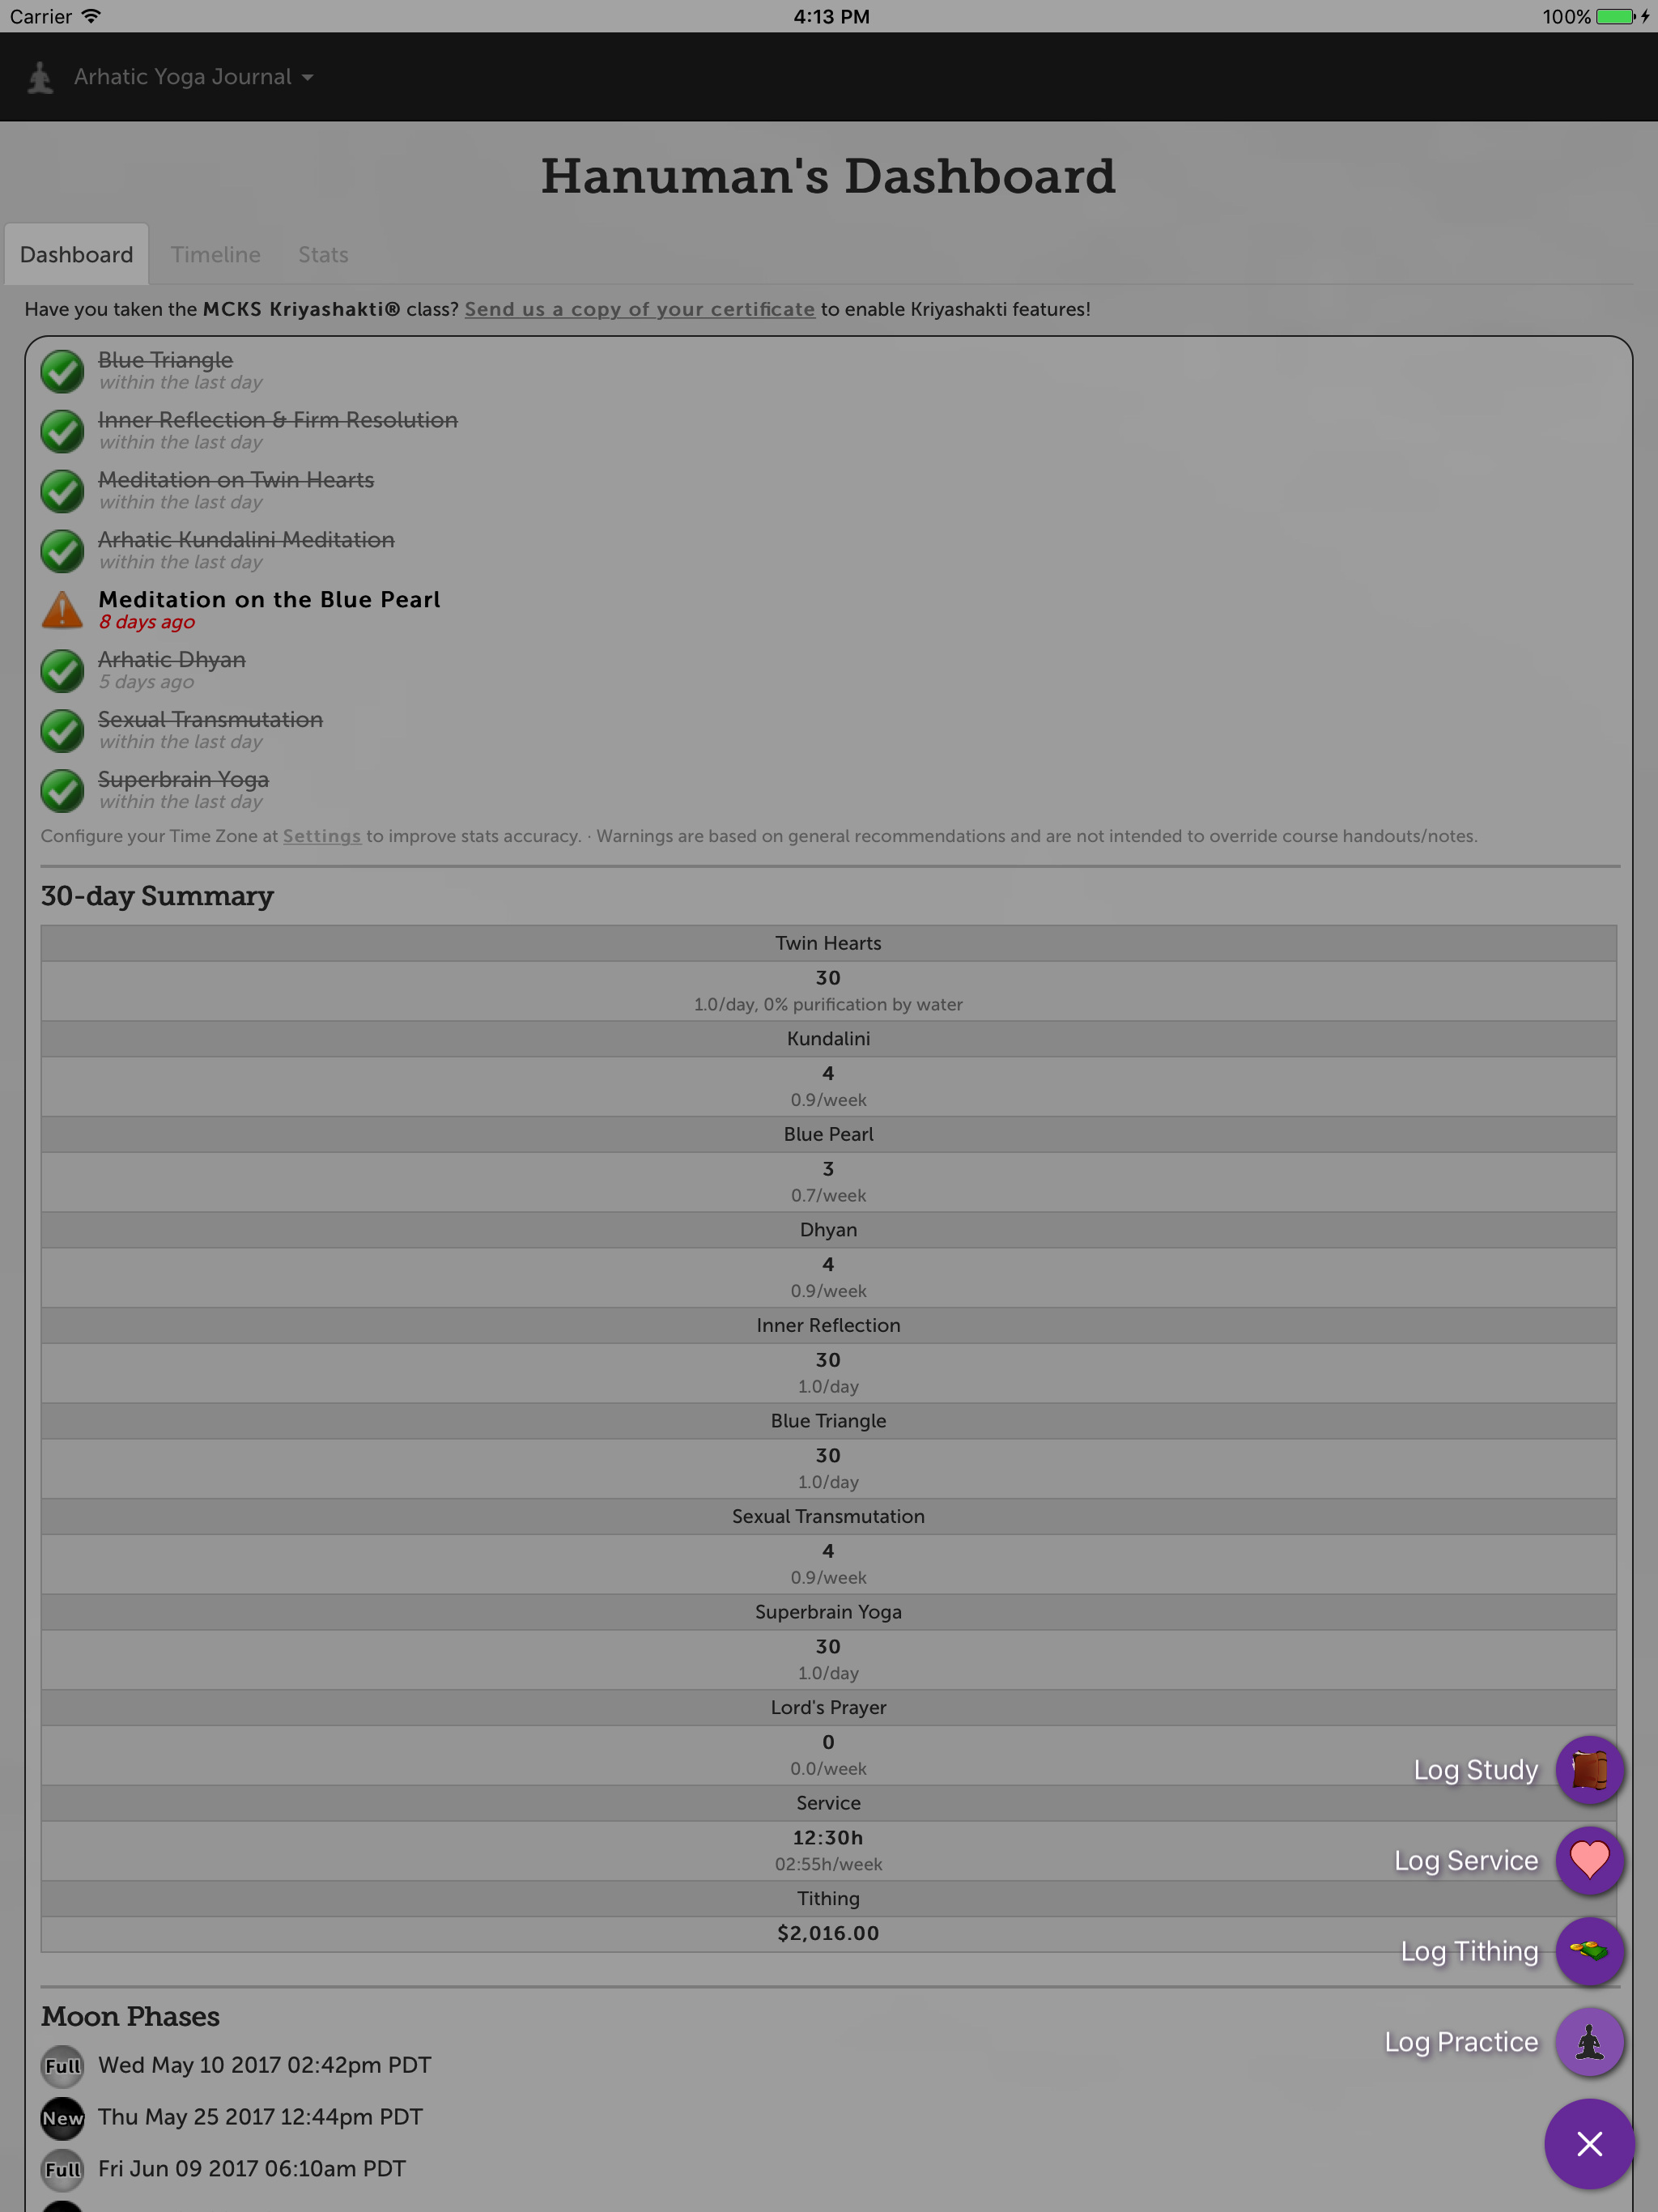 Carrier 4:13 PM 100%
Arhatic Yoga Journal
Hanuman's Dashboard
Dashboard Timeline Stats
Have you taken the MCKS Kriyashakti® class? Send us a copy of your certificate to enable Kriyashakti features!
Blue Triangle
within the last day
Inner Reflection & Firm Resolution
within the last day
Meditation on Twin Hearts
within the last day
Arhatic Kundalini Meditation
within the last day
Meditation on the Blue Pearl
8 days ago
Arhatic Dhyan
5 days ago
Sexual Transmutation
within the last day
Superbrain Yoga
within the last day
Configure your Time Zone at Settings to improve stats accuracy. · Warnings are based on general recommendations and are not intended to override course handouts/notes.
30-day Summary
Twin Hearts
30
1.0/day, 0% purification by water
Kundalini
4
0.9/week
Blue Pearl
3
0.7/week
Dhyan
4
0.9/week
Inner Reflection
30
1.0/day
Blue Triangle
30
1.0/day
Sexual Transmutation
4
0.9/week
Superbrain Yoga
30
1.0/day
Lord's Prayer
0
0.0/week
Log Study
Service
12:30h
02:55h/week
Log Service
Tithing
$2,016.00
Log Tithing
Moon Phases
Log Practice
Full Wed May 10 2017 02:42pm PDT
New Thu May 25 2017 12:44pm PDT
Full Fri Jun 09 2017 06:10am PDT